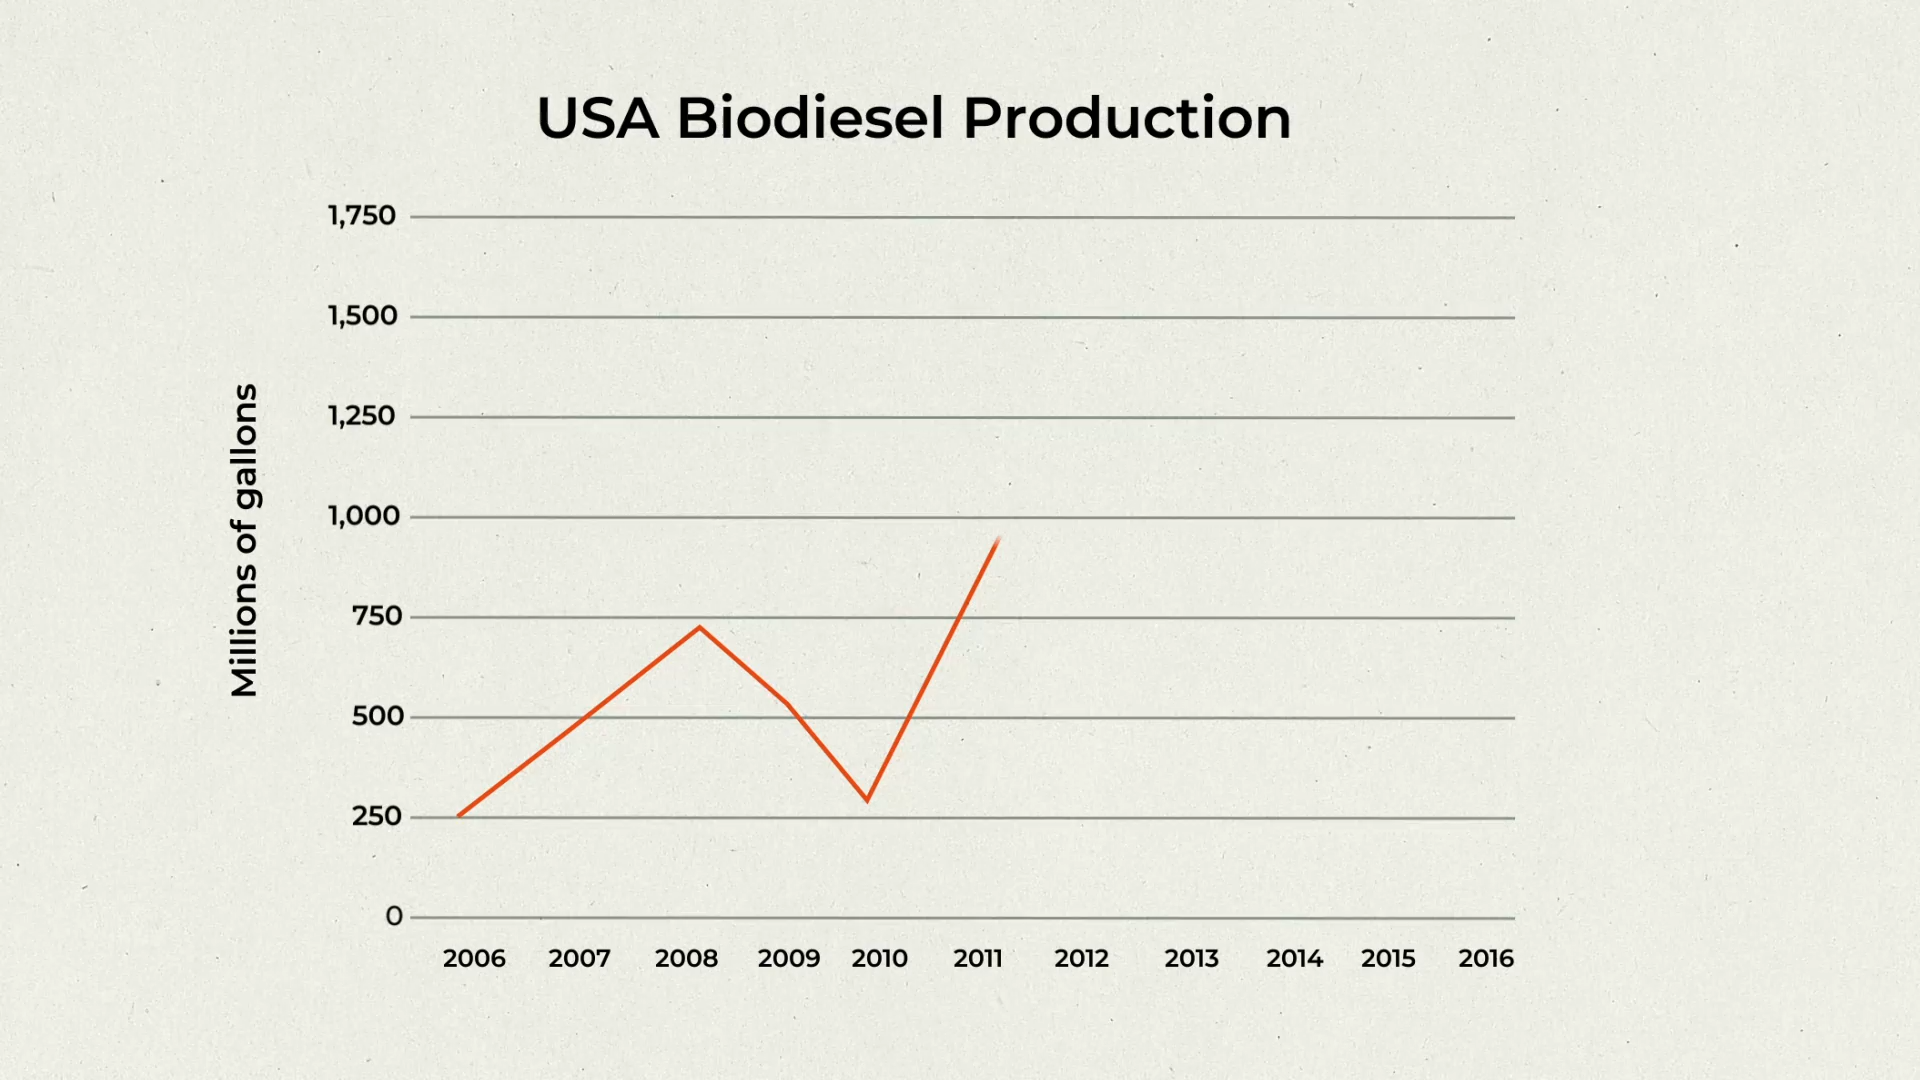 USA Biodiesel Production
Millions of gallons
1,750
1,500
1,250
1,000
750
500
250
0
2006 2007 2008 2009 2010 2011 2012 2013 2014 2015 2016